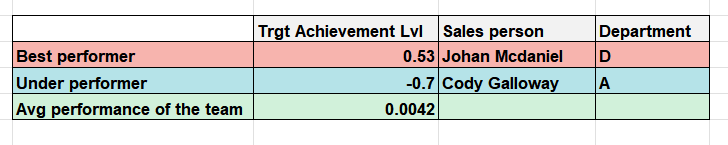 Trgt Achievement Lvl Sales person Department
Best performer 0.53 Johan Mcdaniel D
Under performer -0.7 Cody Galloway A
Avg performance of the team 0.0042